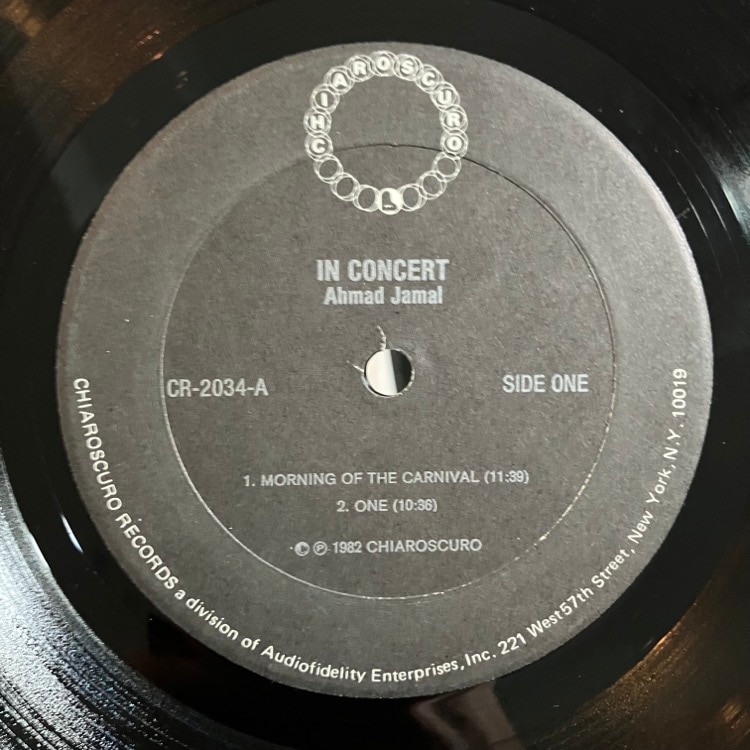 CHIAROSCURO
IN CONCERT
Ahmad Jamal
CR-2034-A
SIDE ONE
1. MORNING OF THE CARNIVAL (11:39)
2. ONE (10:36)
© ℗ 1982 CHIAROSCURO
CHIAROSCURO RECORDS a division of Audiofidelity Enterprises, Inc. 221 West 57th Street, New York, N.Y. 10019